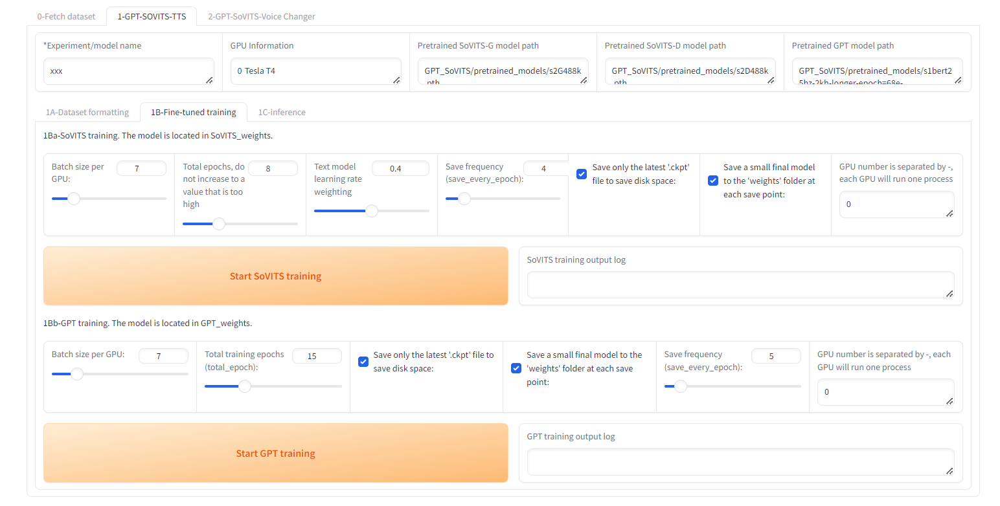 0-Fetch dataset
1-GPT-SOVITS-TTS
2-GPT-SoVITS-Voice Changer
*Experiment/model name
xxx
GPU Information
0 Tesla T4
Pretrained SoVITS-G model path
GPT_SoVITS/pretrained_models/s2G488k
.pth
Pretrained SoVITS-D model path
GPT_SoVITS/pretrained_models/s2D488k
.pth
Pretrained GPT model path
GPT_SoVITS/pretrained_models/s1bert2
5hz-2kh-longer-epoch=68e-
1A-Dataset formatting
1B-Fine-tuned training
1C-inference
1Ba-SoVITS training. The model is located in SoVITS_weights.
Batch size per
GPU:
7
Total epochs, do
not increase to a
value that is too
high
8
Text model
learning rate
weighting
0.4
Save frequency
(save_every_epoch):
4
Save only the latest '.ckpt'
file to save disk space:
Save a small final model
to the 'weights' folder at
each save point:
GPU number is separated by -,
each GPU will run one process
0
Start SoVITS training
SoVITS training output log
1Bb-GPT training. The model is located in GPT_weights.
Batch size per GPU:
7
Total training epochs
(total_epoch):
15
Save only the latest '.ckpt' file to
save disk space:
Save a small final model to the
'weights' folder at each save
point:
Save frequency
(save_every_epoch):
5
GPU number is separated by -, each
GPU will run one process
0
Start GPT training
GPT training output log